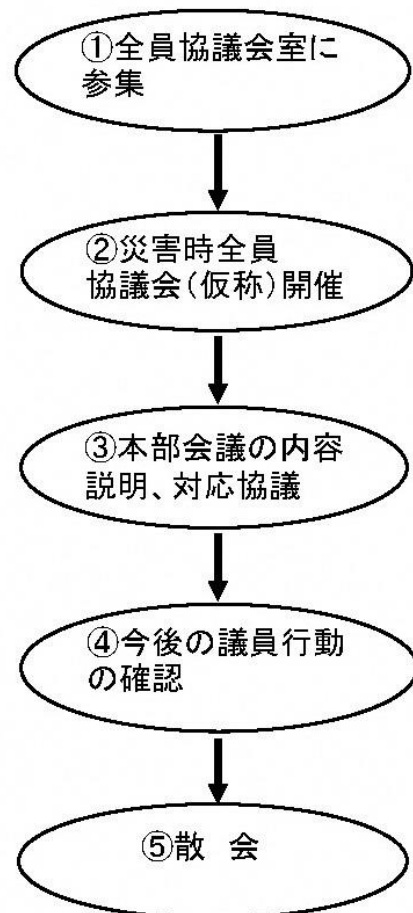 ①全員協議会室に
参集
②災害時全員
協議会(仮称)開催
③本部会議の内容
説明、対応協議
④今後の議員行動
の確認
⑤散　会